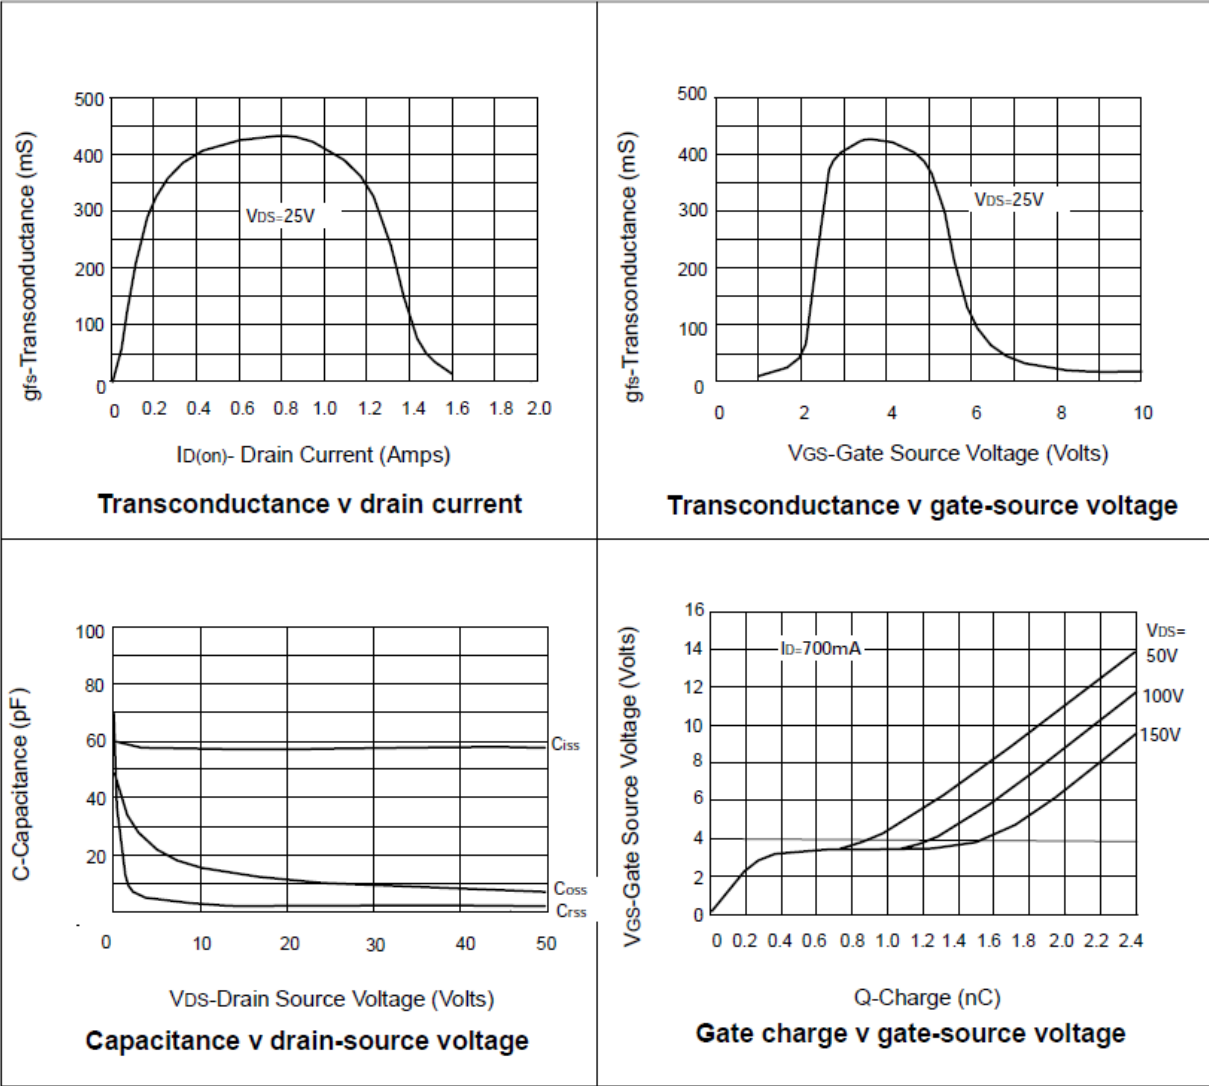 500
400
300
200
100
0
gfs-Transconductance (mS)
VDS=25V
0 0.2 0.4 0.6 0.8 1.0 1.2 1.4 1.6 1.8 2.0
ID(on)- Drain Current (Amps)
Transconductance v drain current
500
400
300
200
100
0
gfs-Transconductance (mS)
VDS=25V
0 2 4 6 8 10
VGS-Gate Source Voltage (Volts)
Transconductance v gate-source voltage
100
80
60
40
20
C-Capacitance (pF)
Ciss
Coss
Crss
0 10 20 30 40 50
VDS-Drain Source Voltage (Volts)
Capacitance v drain-source voltage
16
14
12
10
8
6
4
2
0
VGS-Gate Source Voltage (Volts)
ID=700mA
VDS=
50V
100V
150V
0 0.2 0.4 0.6 0.8 1.0 1.2 1.4 1.6 1.8 2.0 2.2 2.4
Q-Charge (nC)
Gate charge v gate-source voltage